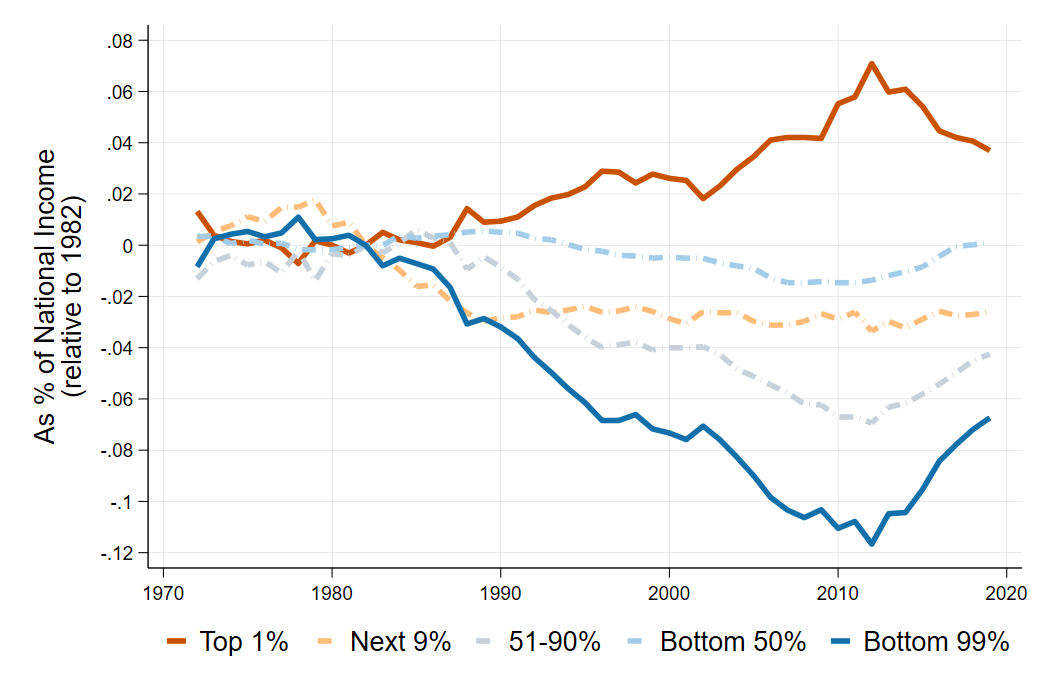 As % of National Income
(relative to 1982)
.08
.06
.04
.02
0
-.02
-.04
-.06
-.08
-.1
-.12
1970 1980 1990 2000 2010 2020
Top 1% Next 9% 51-90% Bottom 50% Bottom 99%